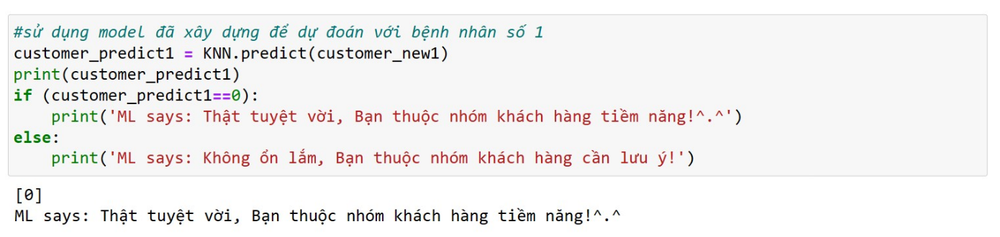 #sử dụng model đã xây dựng để dự đoán với bệnh nhân số 1
customer_predict1 = KNN.predict(customer_new1)
print(customer_predict1)
if (customer_predict1==0):
    print('ML says: Thật tuyệt vời, Bạn thuộc nhóm khách hàng tiềm năng!^.^')
else:
    print('ML says: Không ổn lắm, Bạn thuộc nhóm khách hàng cần lưu ý!')
[0]
ML says: Thật tuyệt vời, Bạn thuộc nhóm khách hàng tiềm năng!^.^